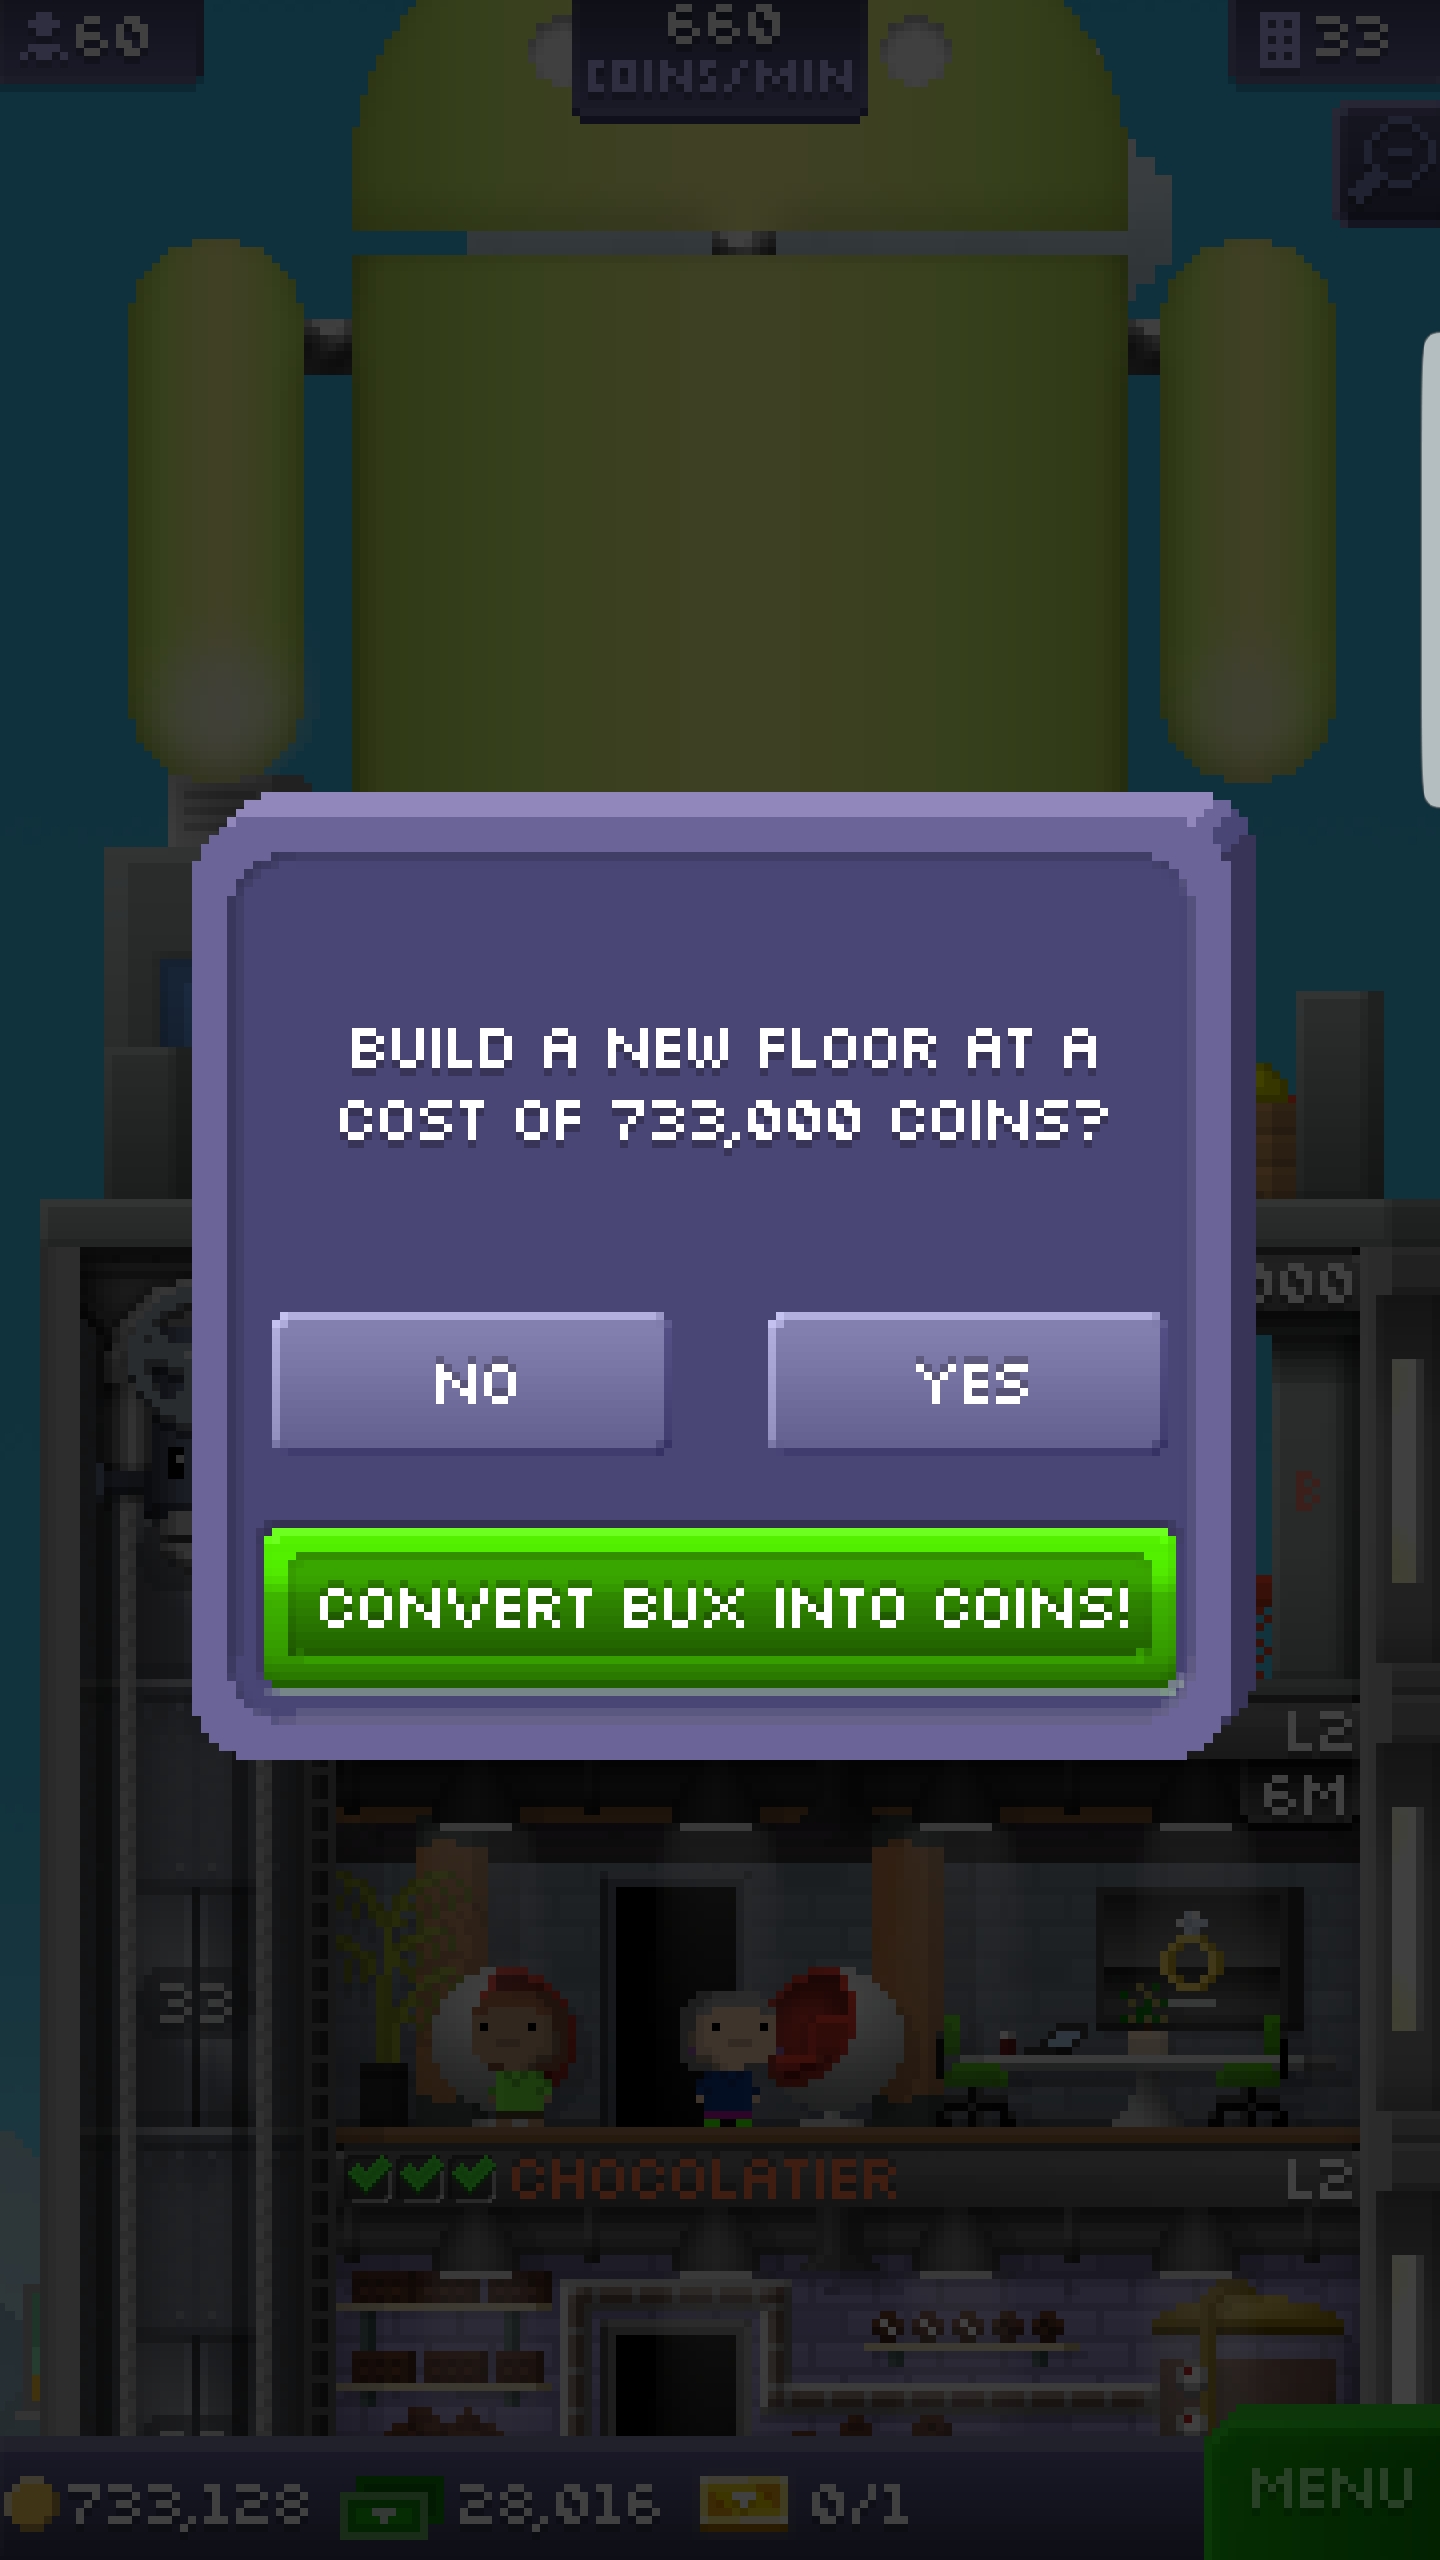 60
660
COINS/MIN
33
BUILD A NEW FLOOR AT A
COST OF 733,000 COINS?
NO
YES
CONVERT BUX INTO COINS!
000
B
L2
6M
33
CHOCOLATIER
L2
733,128
28,016
0/1
MENU